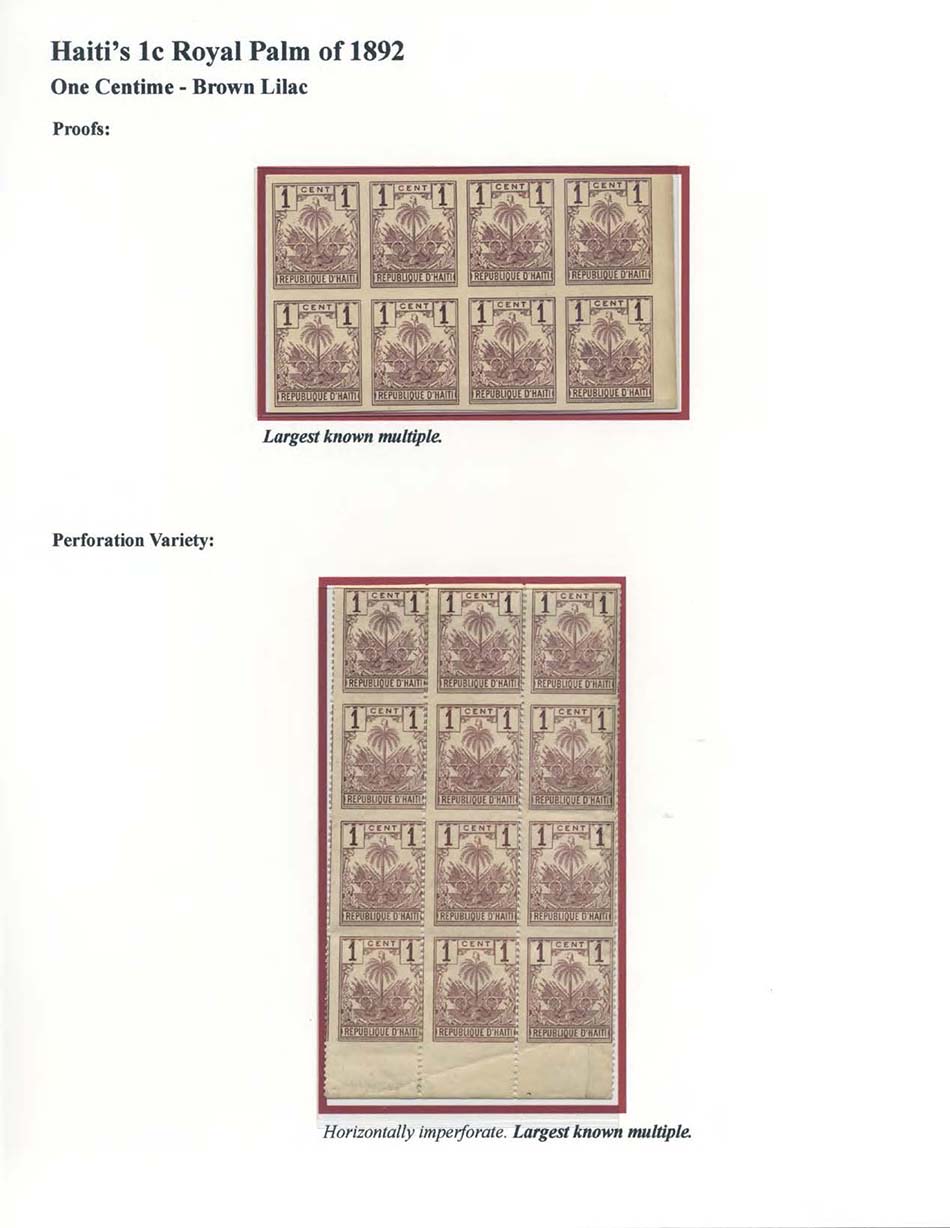 Haiti's 1c Royal Palm of 1892
One Centime - Brown Lilac
Proofs:
1 CENT 1 1 CENT 1 1 CENT 1 1 CENT 1
REPUBLIQUE D'HAITI REPUBLIQUE D'HAITI REPUBLIQUE D'HAITI REPUBLIQUE D'HAITI
1 CENT 1 1 CENT 1 1 CENT 1 1 CENT 1
REPUBLIQUE D'HAITI REPUBLIQUE D'HAITI REPUBLIQUE D'HAITI REPUBLIQUE D'HAITI
Largest known multiple.
Perforation Variety:
1 CENT 1 1 CENT 1 1 CENT 1
REPUBLIQUE D'HAITI REPUBLIQUE D'HAITI REPUBLIQUE D'HAITI
1 CENT 1 1 CENT 1 1 CENT 1
REPUBLIQUE D'HAITI REPUBLIQUE D'HAITI REPUBLIQUE D'HAITI
1 CENT 1 1 CENT 1 1 CENT 1
REPUBLIQUE D'HAITI REPUBLIQUE D'HAITI REPUBLIQUE D'HAITI
1 CENT 1 1 CENT 1 1 CENT 1
REPUBLIQUE D'HAITI REPUBLIQUE D'HAITI REPUBLIQUE D'HAITI
Horizontally imperforate. Largest known multiple.